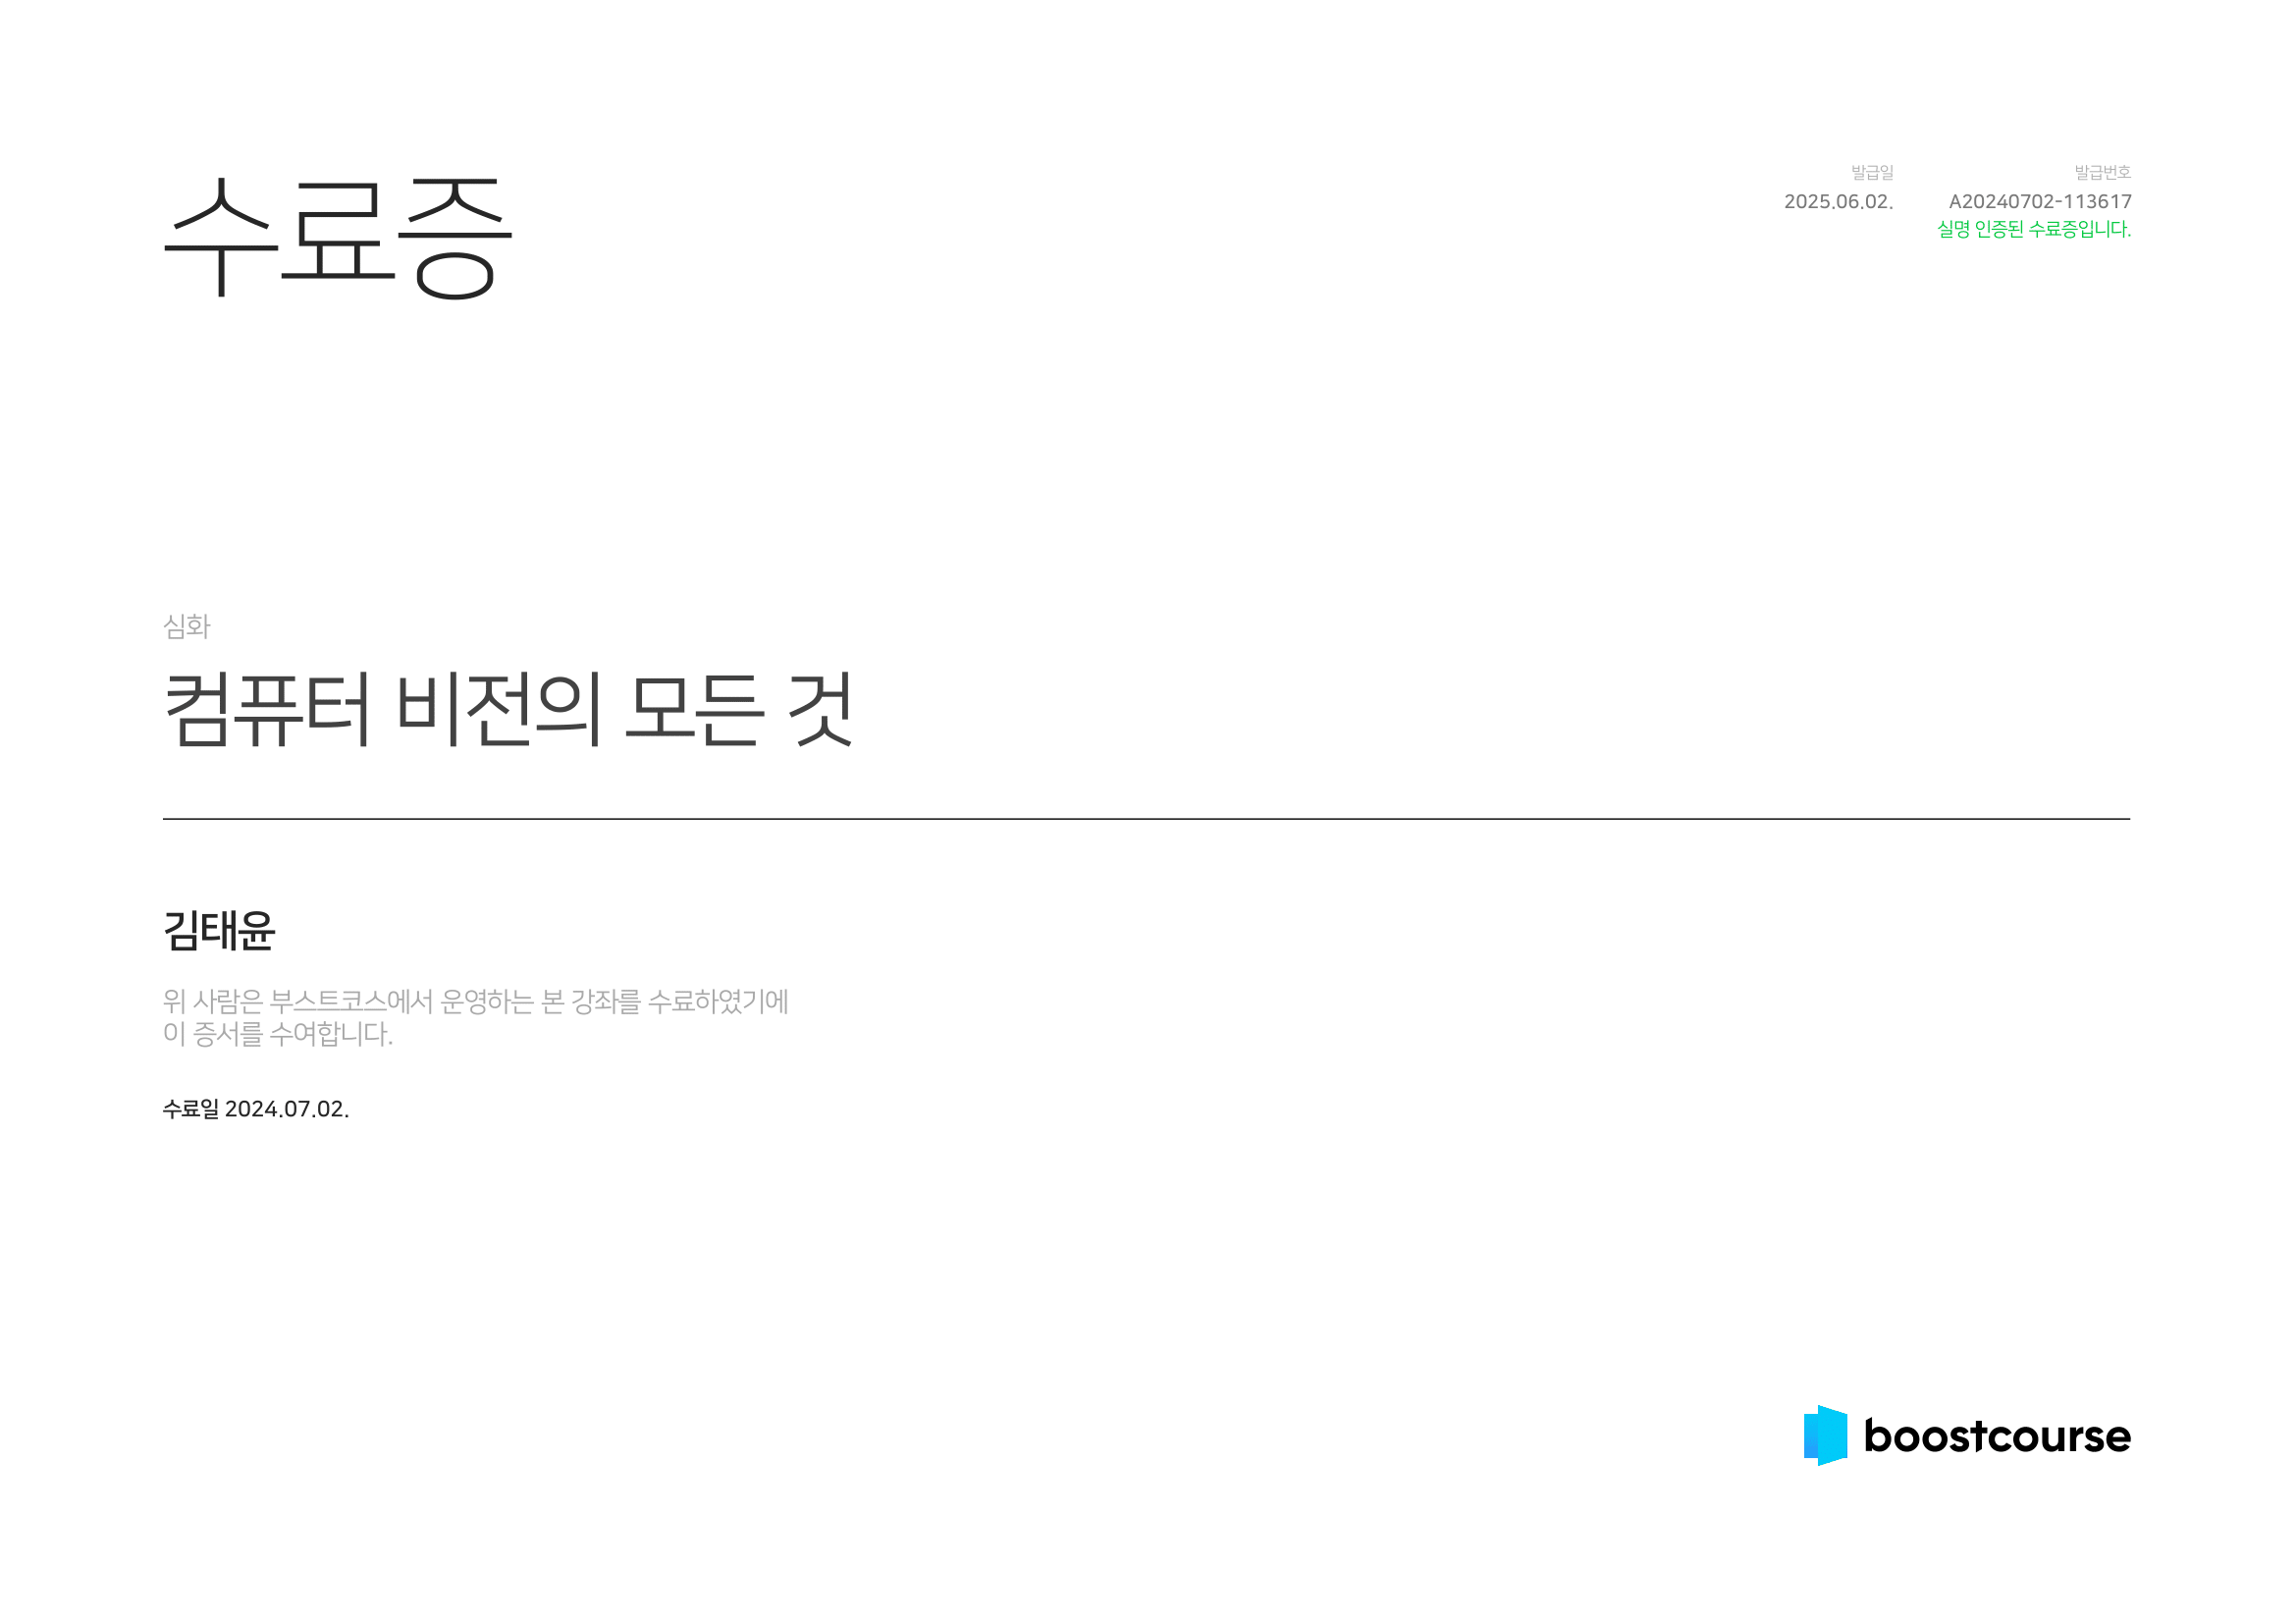 수료증
발급일
2025.06.02.
발급번호
A20240702-113617
실명 인증된 수료증입니다.
심화
컴퓨터 비전의 모든 것
김태윤
위 사람은 부스트코스에서 운영하는 본 강좌를 수료하였기에
이 증서를 수여합니다.
수료일 2024.07.02.
boostcourse